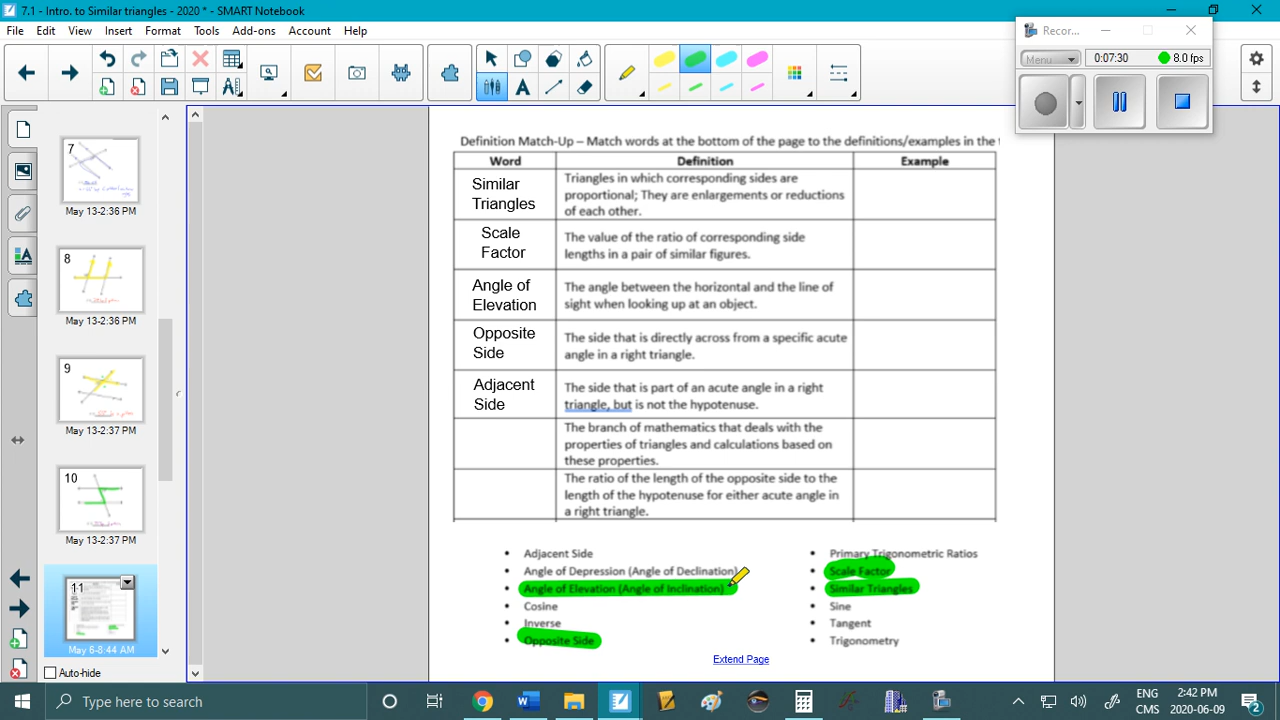 7.1 - Intro. to Similar triangles - 2020 * - SMART Notebook
File Edit View Insert Format Tools Add-ons Account Help
Recor...
Menu
0:07:30
8.0 fps
7
May 13-2:36 PM
8
May 13-2:36 PM
9
May 13-2:37 PM
10
May 13-2:37 PM
11
May 6-8:44 AM
Auto-hide
Definition Match-Up – Match words at the bottom of the page to the definitions/examples in the
Word Definition Example
Similar
Triangles
Triangles in which corresponding sides are
proportional; They are enlargements or reductions
of each other.
Scale
Factor
The value of the ratio of corresponding side
lengths in a pair of similar figures.
Angle of
Elevation
The angle between the horizontal and the line of
sight when looking up at an object.
Opposite
Side
The side that is directly across from a specific acute
angle in a right triangle.
Adjacent
Side
The side that is part of an acute angle in a right
triangle, but is not the hypotenuse.
The branch of mathematics that deals with the
properties of triangles and calculations based on
these properties.
The ratio of the length of the opposite side to the
length of the hypotenuse for either acute angle in
a right triangle.
• Adjacent Side
• Angle of Depression (Angle of Declination)
• Angle of Elevation (Angle of Inclination)
• Cosine
• Inverse
• Opposite Side
• Primary Trigonometric Ratios
• Scale Factor
• Similar Triangles
• Sine
• Tangent
• Trigonometry
Extend Page
Type here to search
ENG
CMS
2:42 PM
2020-06-09
2